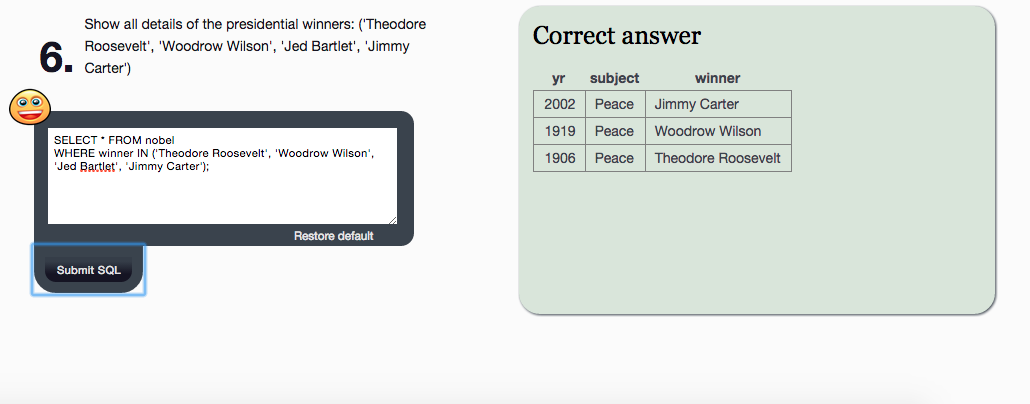 6.
Show all details of the presidential winners: ('Theodore
Roosevelt', 'Woodrow Wilson', 'Jed Bartlet', 'Jimmy
Carter')
SELECT * FROM nobel
WHERE winner IN ('Theodore Roosevelt', 'Woodrow Wilson',
'Jed Bartlet', 'Jimmy Carter');
Restore default
Submit SQL
Correct answer
yr subject winner
2002 Peace Jimmy Carter
1919 Peace Woodrow Wilson
1906 Peace Theodore Roosevelt